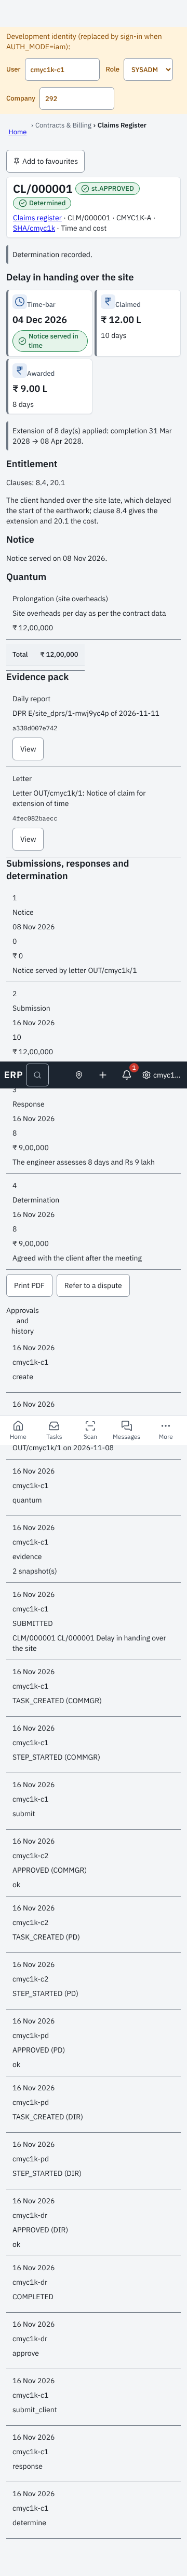 Development identity (replaced by sign-in when
AUTH_MODE=iam):
User cmyc1k-c1 Role SYSADM
Company 292
› Contracts & Billing › Claims Register
Home
Add to favourites
CL/000001 st.APPROVED
Determined
Claims register · CLM/000001 · CMYC1K-A ·
SHA/cmyc1k · Time and cost
Determination recorded.
Delay in handing over the site
Time-bar
04 Dec 2026
Notice served in
time
Claimed
₹ 12.00 L
10 days
Awarded
₹ 9.00 L
8 days
Extension of 8 day(s) applied: completion 31 Mar
2028 → 08 Apr 2028.
Entitlement
Clauses: 8.4, 20.1
The client handed over the site late, which delayed
the start of the earthwork; clause 8.4 gives the
extension and 20.1 the cost.
Notice
Notice served on 08 Nov 2026.
Quantum
Prolongation (site overheads)
Site overheads per day as per the contract data
₹ 12,00,000
Total ₹ 12,00,000
Evidence pack
Daily report
DPR E/site_dprs/1-mwj9yc4p of 2026-11-11
a330d007e742
View
Letter
Letter OUT/cmyc1k/1: Notice of claim for
extension of time
4fec082baecc
View
Submissions, responses and
determination
1
Notice
08 Nov 2026
0
₹ 0
Notice served by letter OUT/cmyc1k/1
2
Submission
16 Nov 2026
10
₹ 12,00,000
ERP 1 cmyc1...
3
Response
16 Nov 2026
8
₹ 9,00,000
The engineer assesses 8 days and Rs 9 lakh
4
Determination
16 Nov 2026
8
₹ 9,00,000
Agreed with the client after the meeting
Print PDF Refer to a dispute
Approvals
and
history
16 Nov 2026
cmyc1k-c1
create
16 Nov 2026
Home Tasks Scan Messages More
OUT/cmyc1k/1 on 2026-11-08
16 Nov 2026
cmyc1k-c1
quantum
16 Nov 2026
cmyc1k-c1
evidence
2 snapshot(s)
16 Nov 2026
cmyc1k-c1
SUBMITTED
CLM/000001 CL/000001 Delay in handing over
the site
16 Nov 2026
cmyc1k-c1
TASK_CREATED (COMMGR)
16 Nov 2026
cmyc1k-c1
STEP_STARTED (COMMGR)
16 Nov 2026
cmyc1k-c1
submit
16 Nov 2026
cmyc1k-c2
APPROVED (COMMGR)
ok
16 Nov 2026
cmyc1k-c2
TASK_CREATED (PD)
16 Nov 2026
cmyc1k-c2
STEP_STARTED (PD)
16 Nov 2026
cmyc1k-pd
APPROVED (PD)
ok
16 Nov 2026
cmyc1k-pd
TASK_CREATED (DIR)
16 Nov 2026
cmyc1k-pd
STEP_STARTED (DIR)
16 Nov 2026
cmyc1k-dr
APPROVED (DIR)
ok
16 Nov 2026
cmyc1k-dr
COMPLETED
16 Nov 2026
cmyc1k-dr
approve
16 Nov 2026
cmyc1k-c1
submit_client
16 Nov 2026
cmyc1k-c1
response
16 Nov 2026
cmyc1k-c1
determine